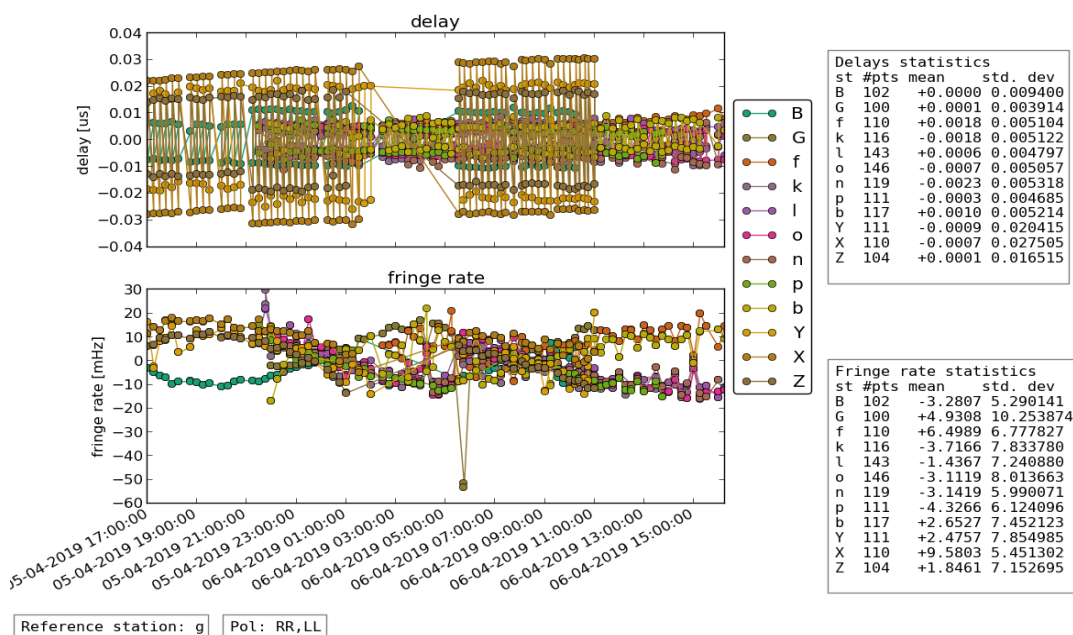 delay
0.04
0.03
0.02
0.01
0.00
−0.01
−0.02
−0.03
−0.04
delay [us]
fringe rate
30
20
10
0
−10
−20
−30
−40
−50
−60
fringe rate [mHz]
05-04-2019 17:00:00
05-04-2019 19:00:00
05-04-2019 21:00:00
05-04-2019 23:00:00
06-04-2019 01:00:00
06-04-2019 03:00:00
06-04-2019 05:00:00
06-04-2019 07:00:00
06-04-2019 09:00:00
06-04-2019 11:00:00
06-04-2019 13:00:00
06-04-2019 15:00:00
B
G
f
k
l
o
n
p
b
Y
X
Z
Delays statistics
st #pts mean std. dev
B 102 +0.0000 0.009400
G 100 +0.0001 0.003914
f 110 +0.0018 0.005104
k 116 -0.0018 0.005122
l 143 +0.0006 0.004797
o 146 -0.0007 0.005057
n 119 -0.0023 0.005318
p 111 -0.0003 0.004685
b 117 +0.0010 0.005214
Y 111 -0.0009 0.020415
X 110 -0.0007 0.027505
Z 104 +0.0001 0.016515
Fringe rate statistics
st #pts mean std. dev
B 102 -3.2807 5.290141
G 100 +4.9308 10.253874
f 110 +6.4989 6.777827
k 116 -3.7166 7.833780
l 143 -1.4367 7.240880
o 146 -3.1119 8.013663
n 119 -3.1419 5.990071
p 111 -4.3266 6.124096
b 117 +2.6527 7.452123
Y 111 +2.4757 7.854985
X 110 +9.5803 5.451302
Z 104 +1.8461 7.152695
Reference station: g
Pol: RR,LL